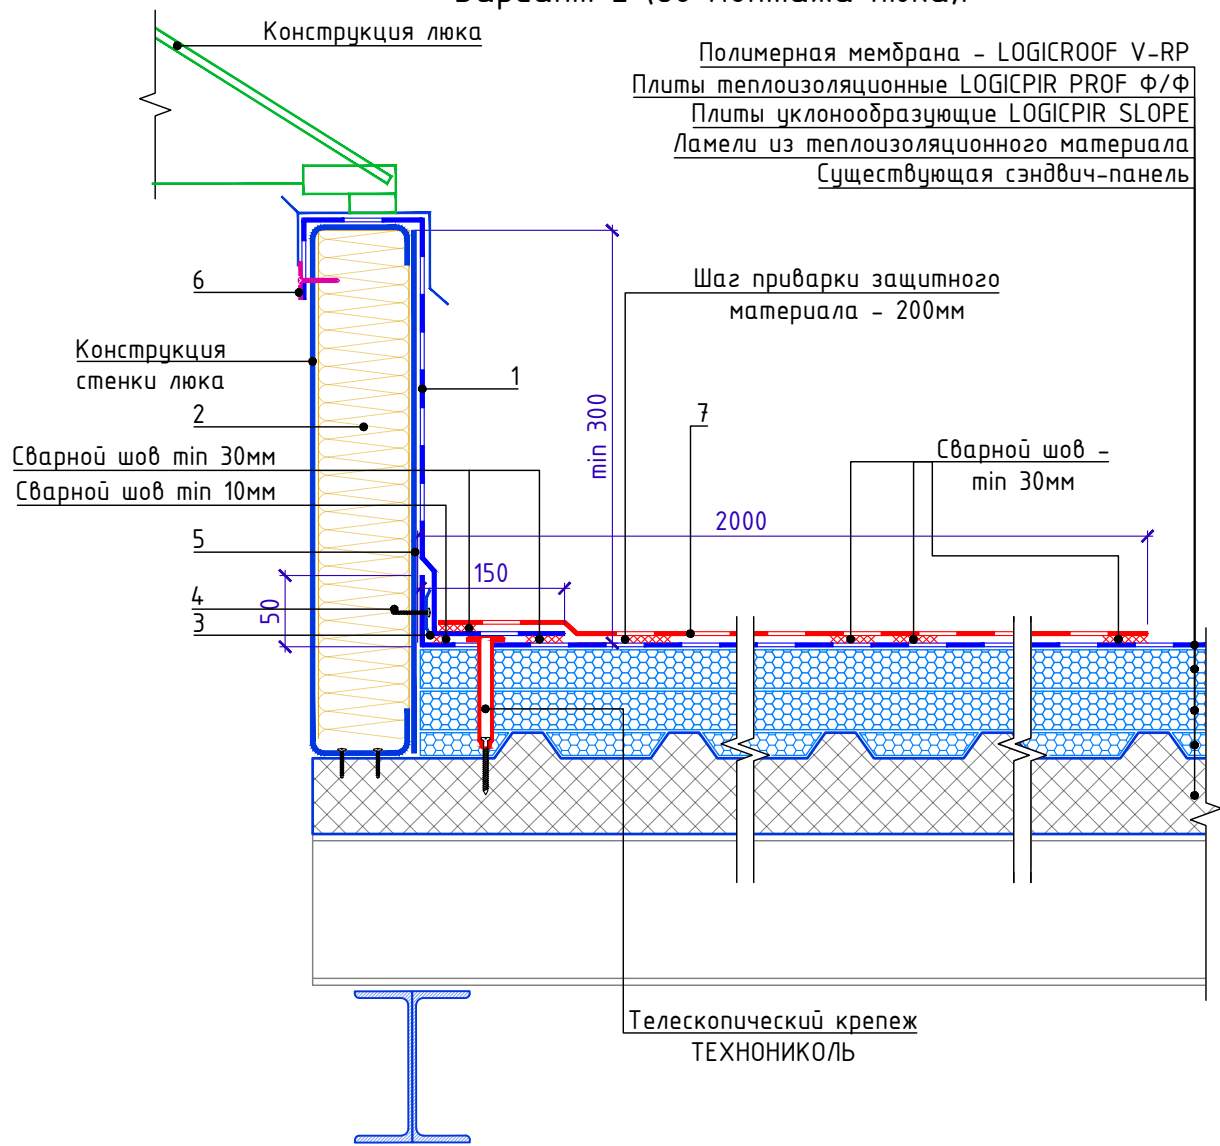 Конструкция люка
Полимерная мембрана - LOGICROOF V-RP
Плиты теплоизоляционные LOGICPIR PROF Ф/Ф
Плиты уклонообразующие LOGICPIR SLOPE
Ламели из теплоизоляционного материала
Существующая сэндвич-панель
6
Шаг приварки защитного
материала - 200мм
Конструкция
стенки люка
1
2
7
min 300
Сварной шов min 30мм
Сварной шов min 10мм
Сварной шов -
min 30мм
2000
5
150
50
4
3
Телескопический крепеж
ТЕХНОНИКОЛЬ